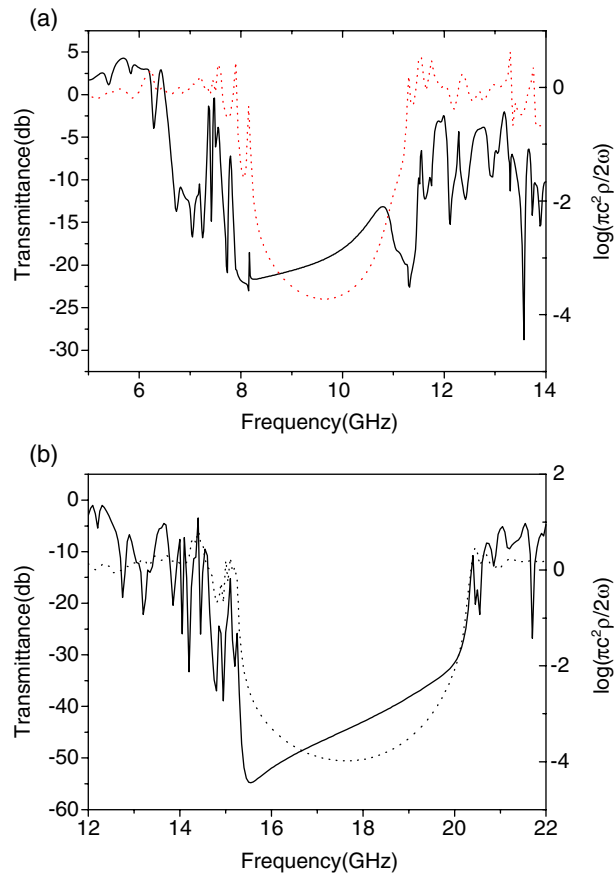 (a)
5
0
-5
-10
-15
-20
-25
-30
Transmittance(db)
0
-2
-4
log(πc²ρ/2ω)
6 8 10 12 14
Frequency(GHz)
(b)
0
-10
-20
-30
-40
-50
-60
Transmittance(db)
2
0
-2
-4
log(πc²ρ/2ω)
12 14 16 18 20 22
Frequency(GHz)